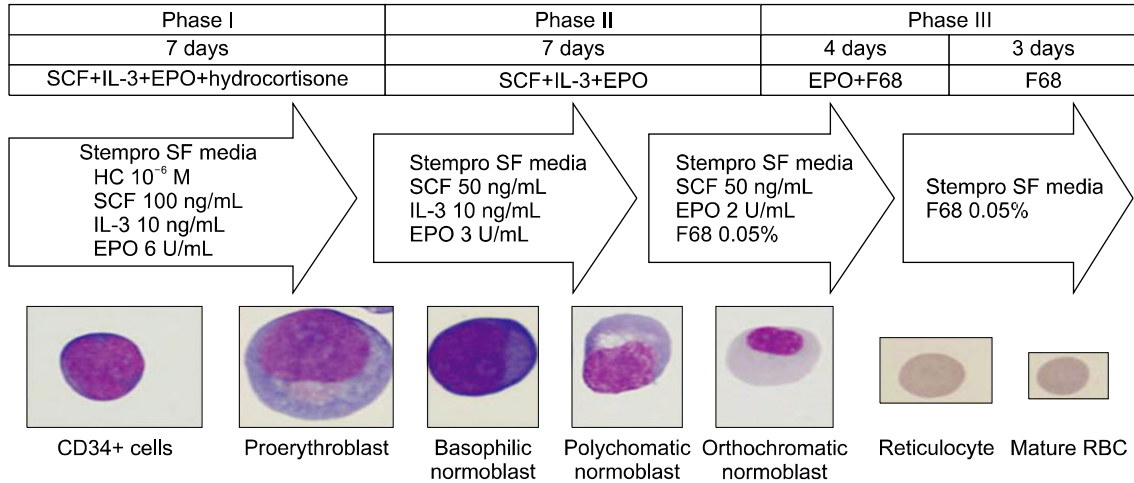 Phase I
Phase II
Phase III
7 days
7 days
4 days
3 days
SCF+IL-3+EPO+hydrocortisone
SCF+IL-3+EPO
EPO+F68
F68
Stempro SF media
HC 10⁻⁶ M
SCF 100 ng/mL
IL-3 10 ng/mL
EPO 6 U/mL
Stempro SF media
SCF 50 ng/mL
IL-3 10 ng/mL
EPO 3 U/mL
Stempro SF media
SCF 50 ng/mL
EPO 2 U/mL
F68 0.05%
Stempro SF media
F68 0.05%
CD34+ cells
Proerythroblast
Basophilic
normoblast
Polychomatic
normoblast
Orthochromatic
normoblast
Reticulocyte
Mature RBC